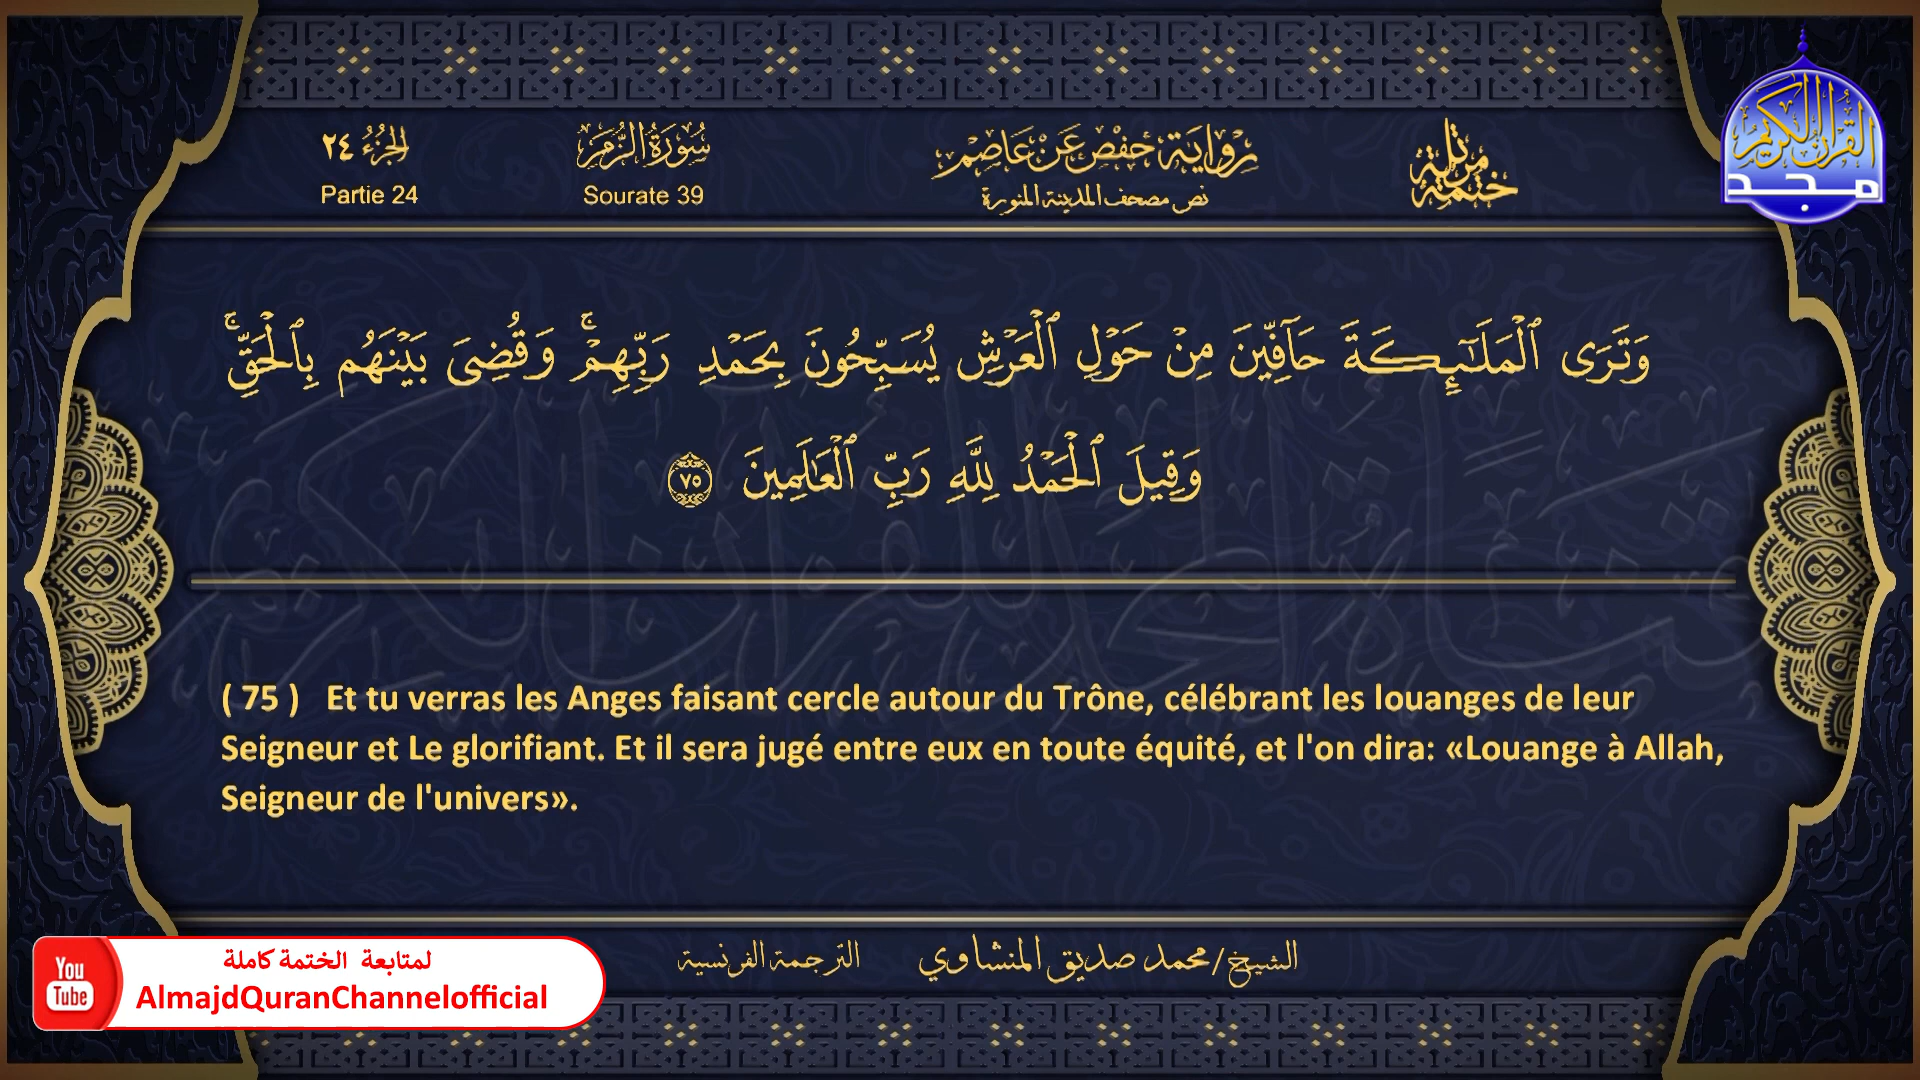 الجزء ٢٤
سورة الزمر
رواية حفص عن عاصم
ختمة مرتلة
القرآن الكريم
مجد
Partie 24
Sourate 39
نص مصحف المدينة المنورة
وَتَرَى ٱلْمَلَـٰٓئِكَةَ حَآفِّينَ مِنْ حَوْلِ ٱلْعَرْشِ يُسَبِّحُونَ بِحَمْدِ رَبِّهِمْ ۖ وَقُضِىَ بَيْنَهُم بِٱلْحَقِّ ۚ
وَقِيلَ ٱلْحَمْدُ لِلَّهِ رَبِّ ٱلْعَـٰلَمِينَ ٧٥
( 75 ) Et tu verras les Anges faisant cercle autour du Trône, célébrant les louanges de leur
Seigneur et Le glorifiant. Et il sera jugé entre eux en toute équité, et l'on dira: «Louange à Allah,
Seigneur de l'univers».
الشيخ/محمد صديق المنشاوي
الترجمة الفرنسية
You
Tube
لمتابعة الختمة كاملة
AlmajdQuranChannelofficial